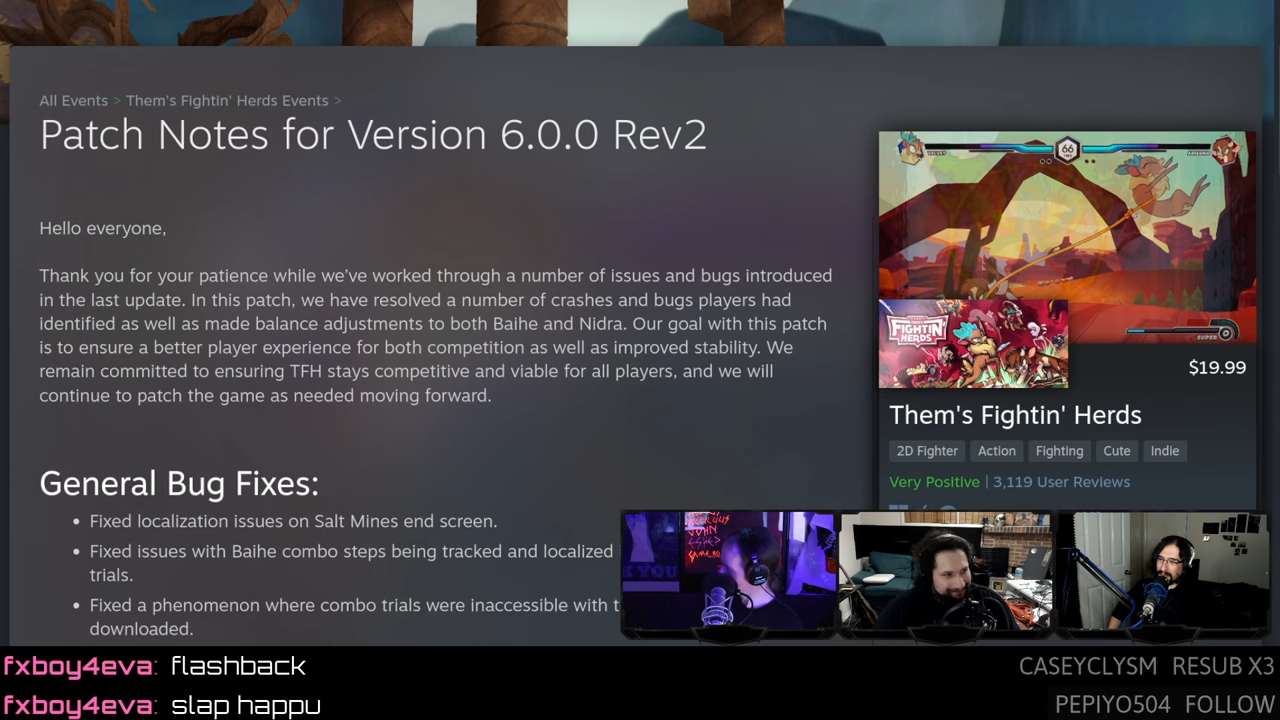 All Events > Them's Fightin' Herds Events >
Patch Notes for Version 6.0.0 Rev2
Hello everyone,
Thank you for your patience while we've worked through a number of issues and bugs introduced
in the last update. In this patch, we have resolved a number of crashes and bugs players had
identified as well as made balance adjustments to both Baihe and Nidra. Our goal with this patch
is to ensure a better player experience for both competition as well as improved stability. We
remain committed to ensuring TFH stays competitive and viable for all players, and we will
continue to patch the game as needed moving forward.
General Bug Fixes:
• Fixed localization issues on Salt Mines end screen.
• Fixed issues with Baihe combo steps being tracked and localized
trials.
• Fixed a phenomenon where combo trials were inaccessible with t
downloaded.
VELVET
66
ARIZONA
SUPER
FIGHTIN'
HERDS
$19.99
Them's Fightin' Herds
2D Fighter Action Fighting Cute Indie
Very Positive | 3,119 User Reviews
JOHN
K YOU
fxboy4eva: flashback
fxboy4eva: slap happu
CASEYCLYSM RESUB X3
PEPIYO504 FOLLOW